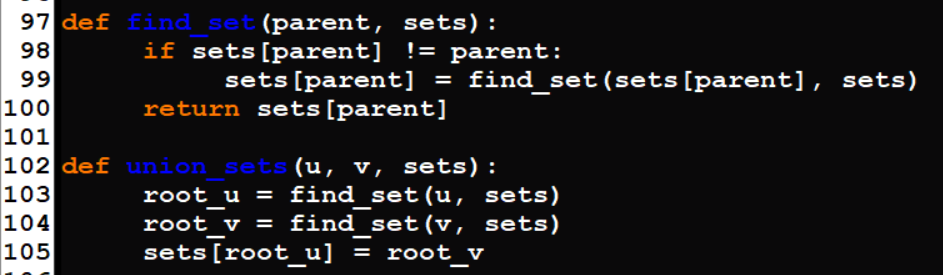 97 def find_set(parent, sets):
98 if sets[parent] != parent:
99 sets[parent] = find_set(sets[parent], sets)
100 return sets[parent]
101
102 def union_sets(u, v, sets):
103 root_u = find_set(u, sets)
104 root_v = find_set(v, sets)
105 sets[root_u] = root_v